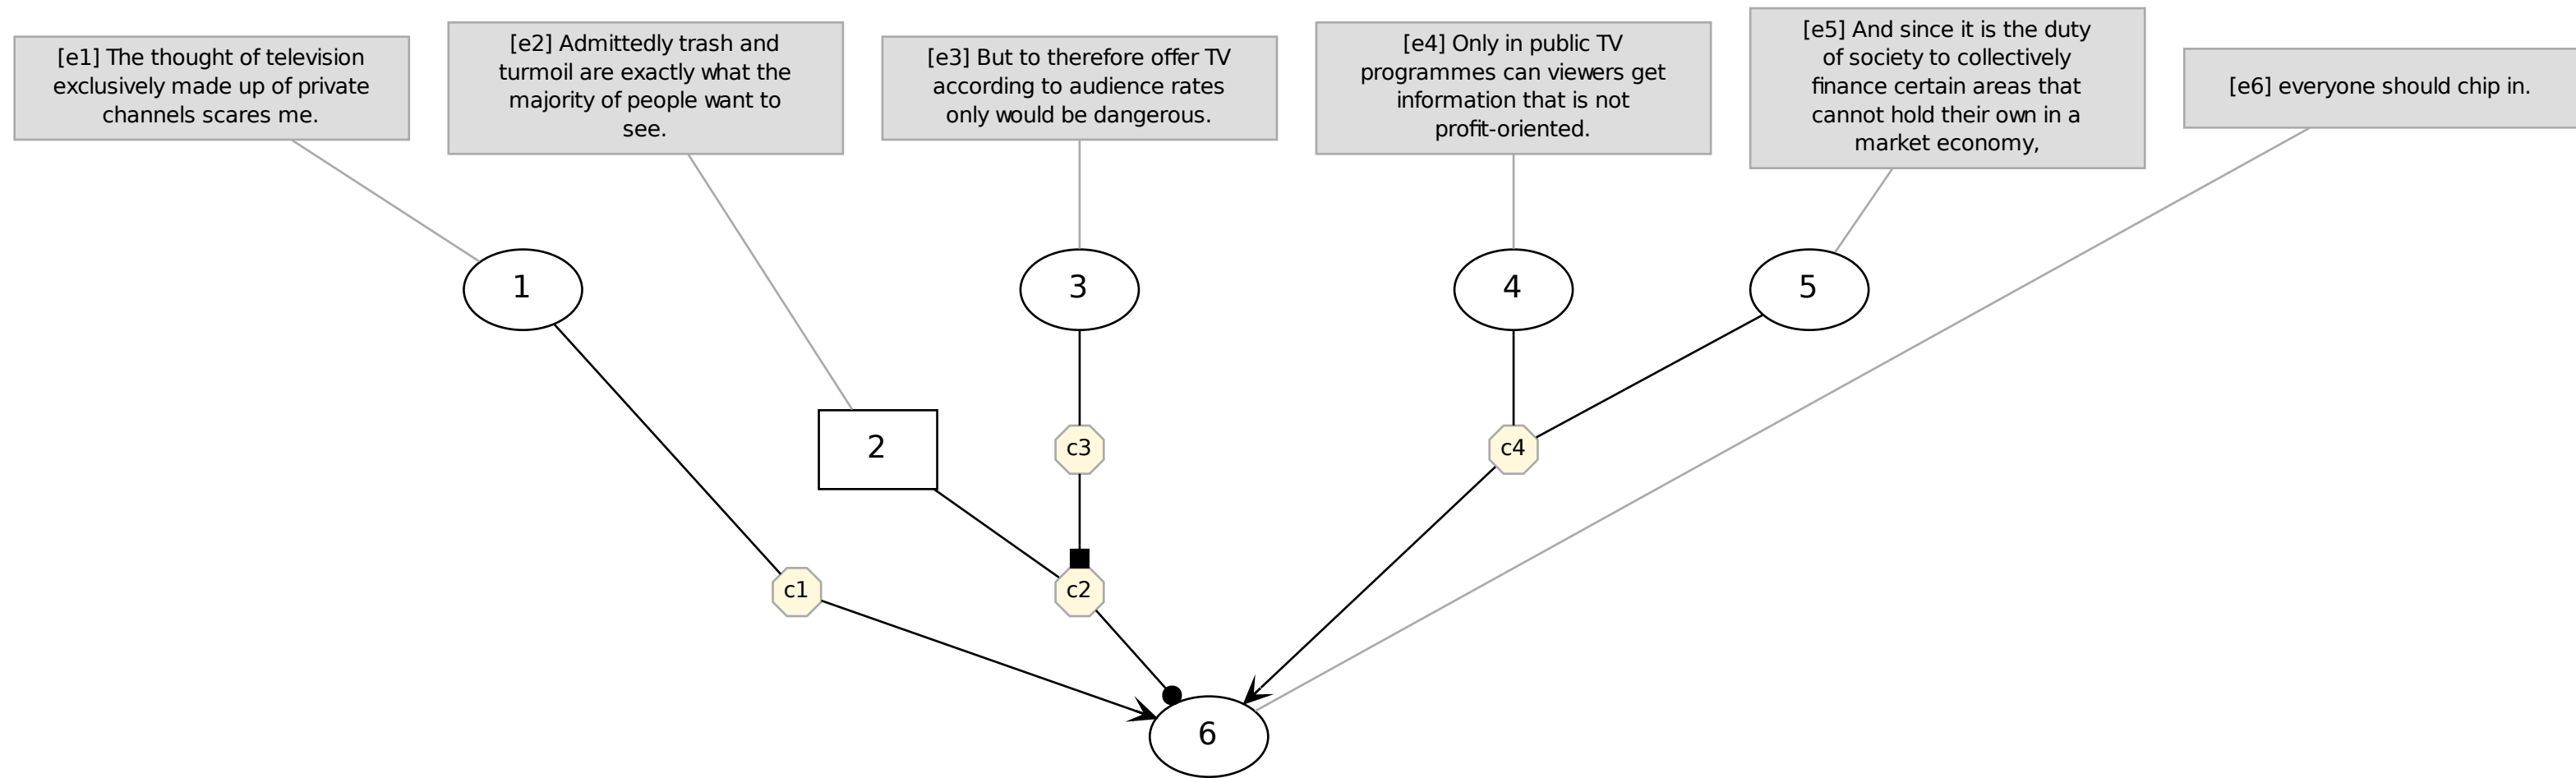 [e1] The thought of television
exclusively made up of private
channels scares me.
[e2] Admittedly trash and
turmoil are exactly what the
majority of people want to
see.
[e3] But to therefore offer TV
according to audience rates
only would be dangerous.
[e4] Only in public TV
programmes can viewers get
information that is not
profit-oriented.
[e5] And since it is the duty
of society to collectively
finance certain areas that
cannot hold their own in a
market economy,
[e6] everyone should chip in.
1
3
4
5
2
c3
c4
c1
c2
6